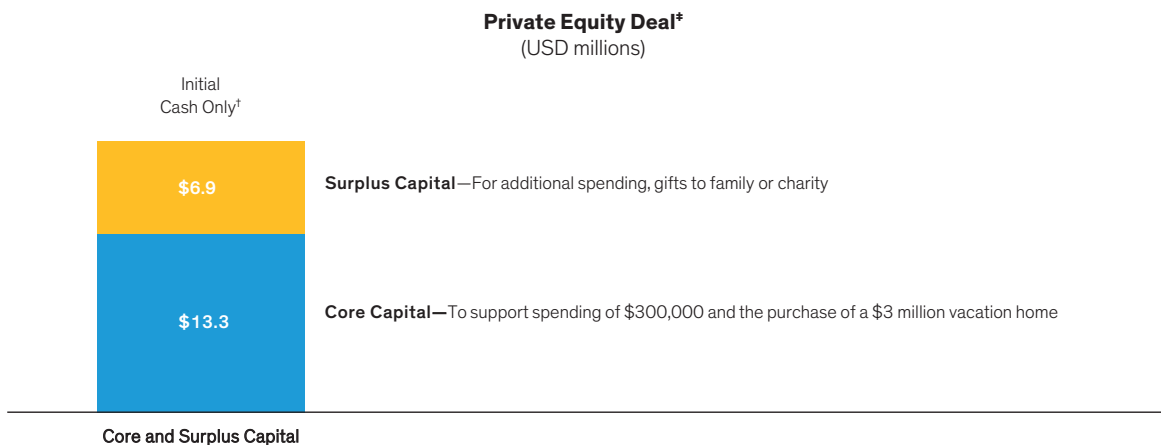 Private Equity Deal‡
(USD millions)
Initial
Cash Only†
$6.9
Surplus Capital—For additional spending, gifts to family or charity
$13.3
Core Capital—To support spending of $300,000 and the purchase of a $3 million vacation home
Core and Surplus Capital